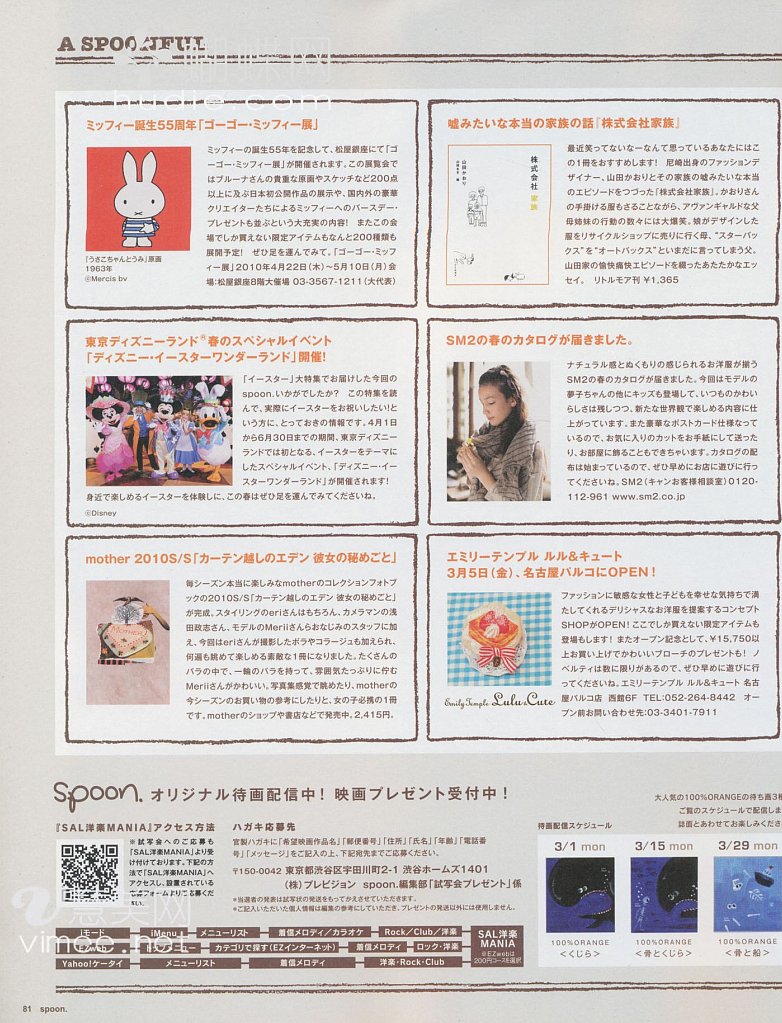 A SPOONFUL
ミッフィー誕生55周年「ゴーゴー・ミッフィー展」
ミッフィーの誕生55年を記念して、松屋銀座にて「ゴ
ーゴー・ミッフィー展」が開催されます。この展覧会で
はブルーナさんの貴重な原画やスケッチなど200点
以上に及ぶ日本初公開作品の展示や、国内外の豪華
クリエイターたちによるミッフィーへのバースデー・
プレゼントも並ぶという大充実の内容! またこの会
場でしか買えない限定アイテムもなんと200種類も
展開予定! ぜひ足を運んでみて。「ゴーゴー・ミッフ
ィー展」2010年4月22日(木)〜5月10日(月)会
場:松屋銀座8階大催場 03-3567-1211(大代表)
「うさこちゃんとうみ」原画
1963年
©Mercis bv
嘘みたいな本当の家族の話『株式会社家族』
株式会社 家族
山田かおり
最近笑ってないなーなんて思っているあなたにはこ
の1冊をおすすめします! 尼崎出身のファッションデ
ザイナー、山田かおりとその家族の嘘みたいな本当
のエピソードをつづった「株式会社家族」。かおりさん
の手掛ける服もさることながら、アヴァンギャルドな父
母姉妹の行動の数々には大爆笑。娘がデザインした
服をリサイクルショップに売りに行く母、"スターバッ
クス"を"オートバックス"といまだに言ってしまう父。
山田家の愉快痛快エピソードを綴ったあたたかなエッ
セイ。 リトルモア刊 ¥1,365
東京ディズニーランド®春のスペシャルイベント
「ディズニー・イースターワンダーランド」開催!
「イースター」大特集でお届けした今回の
spoon.いかがでしたか? この特集を読
んで、実際にイースターをお祝いしたい!と
いう方に、とっておきの情報です。4月1日
から6月30日までの期間、東京ディズニー
ランドでは初となる、イースターをテーマに
したスペシャルイベント、「ディズニー・イー
スターワンダーランド」が開催されます!
身近で楽しめるイースターを体験しに、この春はぜひ足を運んでみてくださいね。
©Disney
SM2の春のカタログが届きました。
ナチュラル感とぬくもりの感じられるお洋服が揃う
SM2の春のカタログが届きました。今回はモデルの
夢子ちゃんの他にキッズも登場して、いつものかわい
らしさは残しつつ、新たな世界観で楽しめる内容に仕
上がっています。また豪華なポストカード仕様なって
いるので、お気に入りのカットをお手紙にして送った
り、お部屋に飾ることもできちゃいます。カタログの配
布は始まっているので、ぜひ早めにお店に遊びに行っ
てくださいね。SM2(キャンお客様相談室)0120-
112-961 www.sm2.co.jp
mother 2010S/S「カーテン越しのエデン 彼女の秘めごと」
毎シーズン本当に楽しみなmotherのコレクションフォトブ
ックの2010S/S「カーテン越しのエデン 彼女の秘めごと」
が完成。スタイリングのeriさんはもちろん、カメラマンの浅
田政志さん、モデルのMeriiさんらおなじみのスタッフに加
え、今回はeriさんが撮影したポラやコラージュも加えられ、
何遍も眺めて楽しめる素敵な1冊になりました。たくさんの
バラの中で、一輪のバラを持って、雰囲気たっぷりに佇む
Meriiさんがかわいい。写真集感覚で眺めたり、motherの
今シーズンのお買い物の参考にしたりと、女の子必携の1冊
です。motherのショップや書店などで発売中。2,415円。
MOTHER
エミリーテンプル ルル&キュート
3月5日(金)、名古屋パルコにOPEN!
ファッションに敏感な女性と子どもを幸せな気持ちで満
たしてくれるデリシャスなお洋服を提案するコンセプト
SHOPがOPEN! ここでしか買えない限定アイテムも
登場します! またオープン記念として、¥15,750以
上お買い上げでかわいいブローチのプレゼントも! ノ
ベルティは数に限りがあるので、ぜひ早めに遊びに行
ってくださいね。エミリーテンプル ルル&キュート 名古
屋パルコ店 西館6F TEL:052-264-8442 オー
プン前お問い合わせ先:03-3401-7911
Emily Temple Lulu&Cute
spoon. オリジナル待画配信中! 映画プレゼント受付中!
『SAL洋楽MANIA』アクセス方法
※試写会へのご応募も
「SAL洋楽MANIA」より受
け付けております。下記の方
法で「SAL洋楽MANIA」へ
アクセスし、設置されている
応募フォームよりご応募くだ
さい。
ハガキ応募先
官製ハガキに「希望映画作品名」「郵便番号」「住所」「氏名」「年齢」「電話番
号」「メッセージ」をご記入の上、下記宛先までご応募ください。
〒150-0042 東京都渋谷区宇田川町2-1 渋谷ホームズ1401
(株)プレビジョン spoon.編集部「試写会プレゼント」係
*当選者の発表は試写状の発送をもってかえさせていただきます。
*ご記入いただいた個人情報は編集の参考にしていただき、プレゼントの発送以外には使用しません。
iモード iMenu メニューリスト 着信メロディ/カラオケ Rock/Club/洋楽
EZweb カテゴリで探す(EZインターネット) 着信メロディ ロック・洋楽
Yahoo!ケータイ メニューリスト 着信メロディ 洋楽・Rock・Club
SAL洋楽
MANIA
※EZwebは
200円コースを選択
大人気の100%ORANGEの待ち画3種
ご覧のスケジュールで配信しま
誌面とあわせてお楽しみくださ
待画配信スケジュール
3/1 mon
3/15 mon
3/29 mon
100%ORANGE
<くじら>
100%ORANGE
<骨とくじら>
100%ORANGE
<骨と船>
81 spoon.
hudie.com
vimo .net